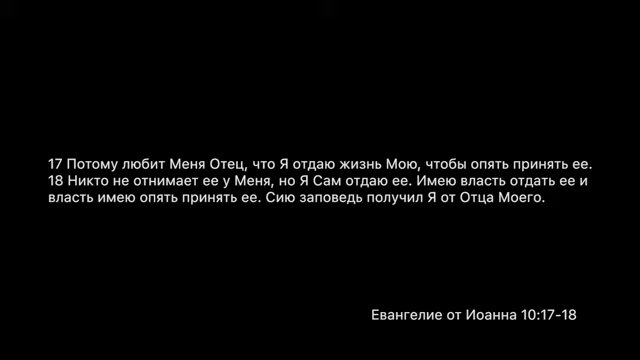 17 Потому любит Меня Отец, что Я отдаю жизнь Мою, чтобы опять принять ее.
18 Никто не отнимает ее у Меня, но Я Сам отдаю ее. Имею власть отдать ее и
власть имею опять принять ее. Сию заповедь получил Я от Отца Моего.
Евангелие от Иоанна 10:17-18